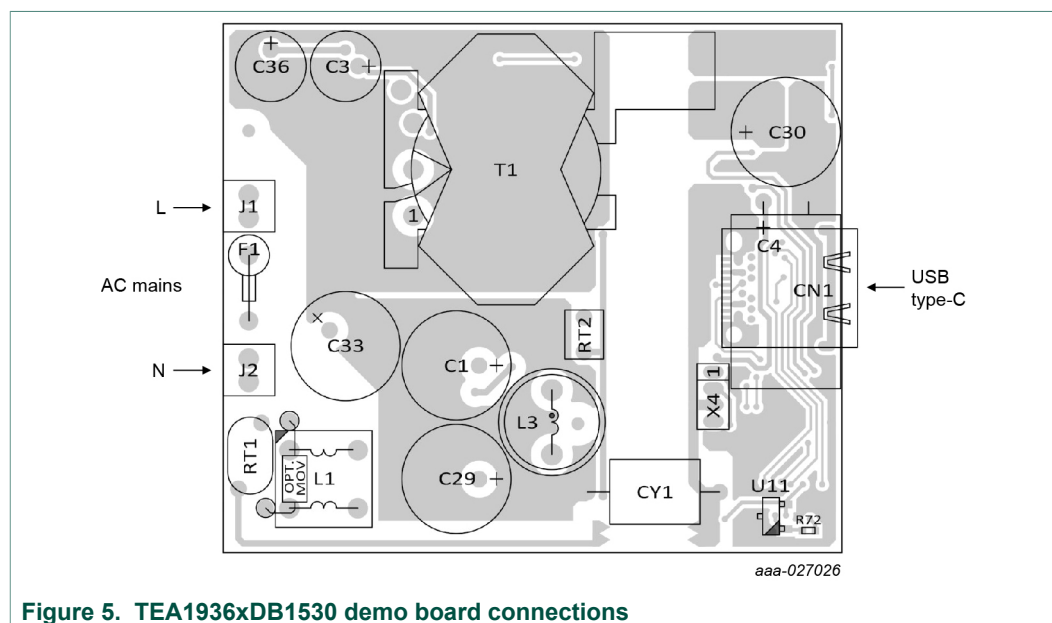 C36
C3
+
+
T1
1
C30
+
L
J1
F1
AC mains
C4
+
CN1
USB
type-C
N
J2
C33
×
C1
+
RT2
1
X4
L3
RT1
OPT.
MOV
L1
C29
+
CY1
U11
R72
aaa-027026
Figure 5. TEA1936xDB1530 demo board connections